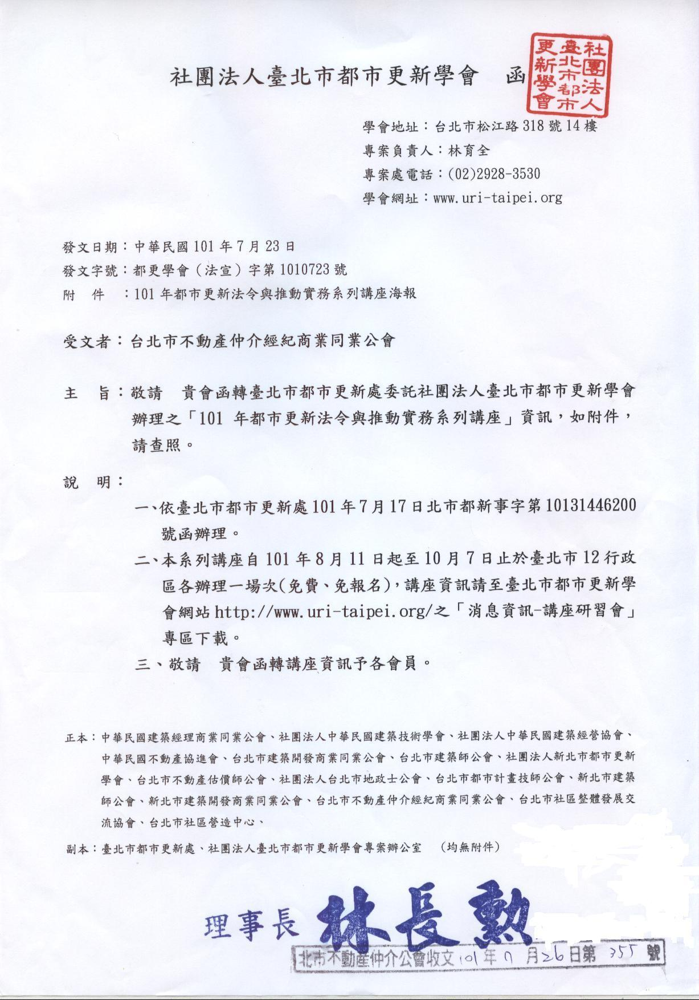 社團法人臺北市都市更新學會　函
社團法人
臺北市都市
更新學會
學會地址：台北市松江路318號14樓
專案負責人：林育全
專案處電話：(02)2928-3530
學會網址：www.uri-taipei.org
發文日期：中華民國101年7月23日
發文字號：都更學會（法宣）字第1010723號
附　件　：101年都市更新法令與推動實務系列講座海報
受文者：台北市不動產仲介經紀商業同業公會
主　旨：敬請　貴會函轉臺北市都市更新處委託社團法人臺北市都市更新學會
辦理之「101 年都市更新法令與推動實務系列講座」資訊，如附件，
請查照。
說　明：
一、依臺北市都市更新處101年7月17日北市都新事字第10131446200
號函辦理。
二、本系列講座自101年8月11日起至10月7日止於臺北市12行政
區各辦理一場次(免費、免報名)，講座資訊請至臺北市都市更新學
會網站http://www.uri-taipei.org/之「消息資訊-講座研習會」
專區下載。
三、敬請　貴會函轉講座資訊予各會員。
正本：中華民國建築經理商業同業公會、社團法人中華民國建築技術學會、社團法人中華民國建築經營協會、
中華民國不動產協進會、台北市建築開發商業同業公會、台北市建築師公會、社團法人新北市都市更新
學會、台北市不動產估價師公會、社團法人台北市地政士公會、台北市都市計畫技師公會、新北市建築
師公會、新北市建築開發商業同業公會、台北市不動產仲介經紀商業同業公會、台北市社區整體發展交
流協會、台北市社區營造中心、
副本：臺北市都市更新處、社團法人臺北市都市更新學會專案辦公室　（均無附件）
理事長 林長勲
北市不動產仲介公會收文101年7月26日第355號